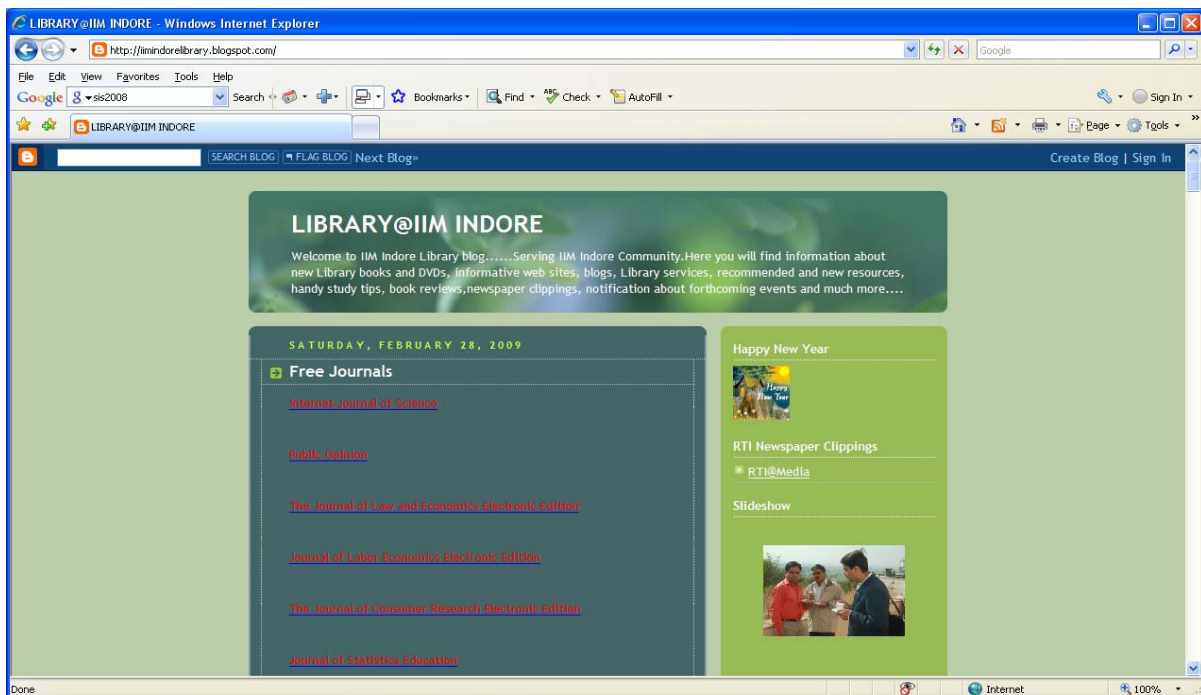 LIBRARY@IIM INDORE - Windows Internet Explorer
http://iimindorelibrary.blogspot.com/
Google
File Edit View Favorites Tools Help
Google sis2008 Search Bookmarks Find ABC Check AutoFill Sign In
LIBRARY@IIM INDORE Page Tools
SEARCH BLOG FLAG BLOG Next Blog» Create Blog | Sign In
LIBRARY@IIM INDORE
Welcome to IIM Indore Library blog......Serving IIM Indore Community.Here you will find information about
new Library books and DVDs, informative web sites, blogs, Library services, recommended and new resources,
handy study tips, book reviews,newspaper clippings, notification about forthcoming events and much more....
SATURDAY, FEBRUARY 28, 2009
Free Journals
Internet Journal of Science
Public Opinion
The Journal of Law and Economics Electronic Edition
Journal of Labor Economics Electronic Edition
The Journal of Consumer Research Electronic Edition
Journal of Statistics Education
Happy New Year
Happy
New Year
RTI Newspaper Clippings
RTI@Media
Slideshow
Done Internet 100%